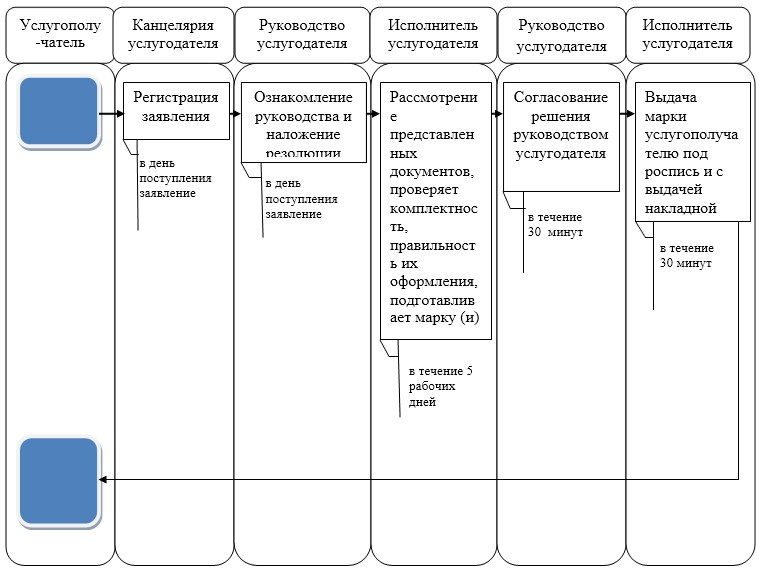 Услугополу
-чатель
Канцелярия
услугодателя
Руководство
услугодателя
Исполнитель
услугодателя
Руководство
услугодателя
Исполнитель
услугодателя
Регистрация
заявления
в день
поступления
заявление
Ознакомление
руководства и
наложение
резолюции
в день
поступления
заявление
Рассмотрени
е
представлен
ных
документов,
проверяет
комплектнос
ть,
правильност
ь их
оформления,
подготавлив
ает марку (и)
в течение 5
рабочих
дней
Согласование
решения
руководством
услугодателя
в течение
30 минут
Выдача
марки
услугополуча
телю под
роспись и с
выдачей
накладной
в течение
30 минут